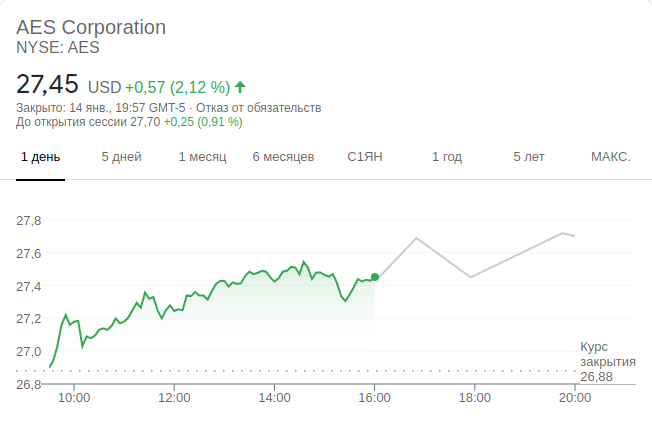 AES Corporation
NYSE: AES
27,45 USD +0,57 (2,12 %)
Закрыто: 14 янв., 19:57 GMT-5 · Отказ от обязательств
До открытия сессии 27,70 +0,25 (0,91 %)
1 день 5 дней 1 месяц 6 месяцев С1ЯН 1 год 5 лет МАКС.
27,8
27,6
27,4
27,2
27,0
26,8
Курс
закрытия
26,88
10:00 12:00 14:00 16:00 18:00 20:00